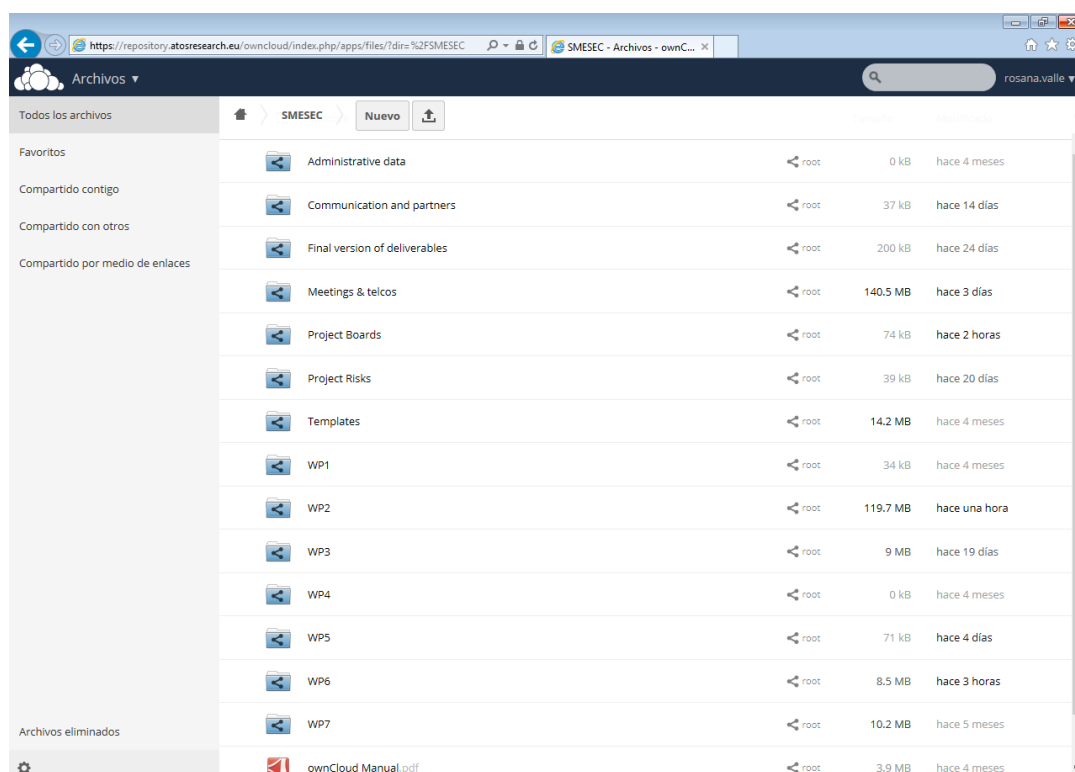 https://repository.atosresearch.eu/owncloud/index.php/apps/files/?dir=%2FSMESEC
SMESEC - Archivos - ownC...
Archivos
rosana.valle
Todos los archivos
Favoritos
Compartido contigo
Compartido con otros
Compartido por medio de enlaces
Archivos eliminados
SMESEC
Nuevo
Administrative data root 0 kB hace 4 meses
Communication and partners root 37 kB hace 14 días
Final version of deliverables root 200 kB hace 24 días
Meetings & telcos root 140.5 MB hace 3 días
Project Boards root 74 kB hace 2 horas
Project Risks root 39 kB hace 20 días
Templates root 14.2 MB hace 4 meses
WP1 root 34 kB hace 4 meses
WP2 root 119.7 MB hace una hora
WP3 root 9 MB hace 19 días
WP4 root 0 kB hace 4 meses
WP5 root 71 kB hace 4 días
WP6 root 8.5 MB hace 3 horas
WP7 root 10.2 MB hace 5 meses
ownCloud Manual.pdf root 3.9 MB hace 4 meses